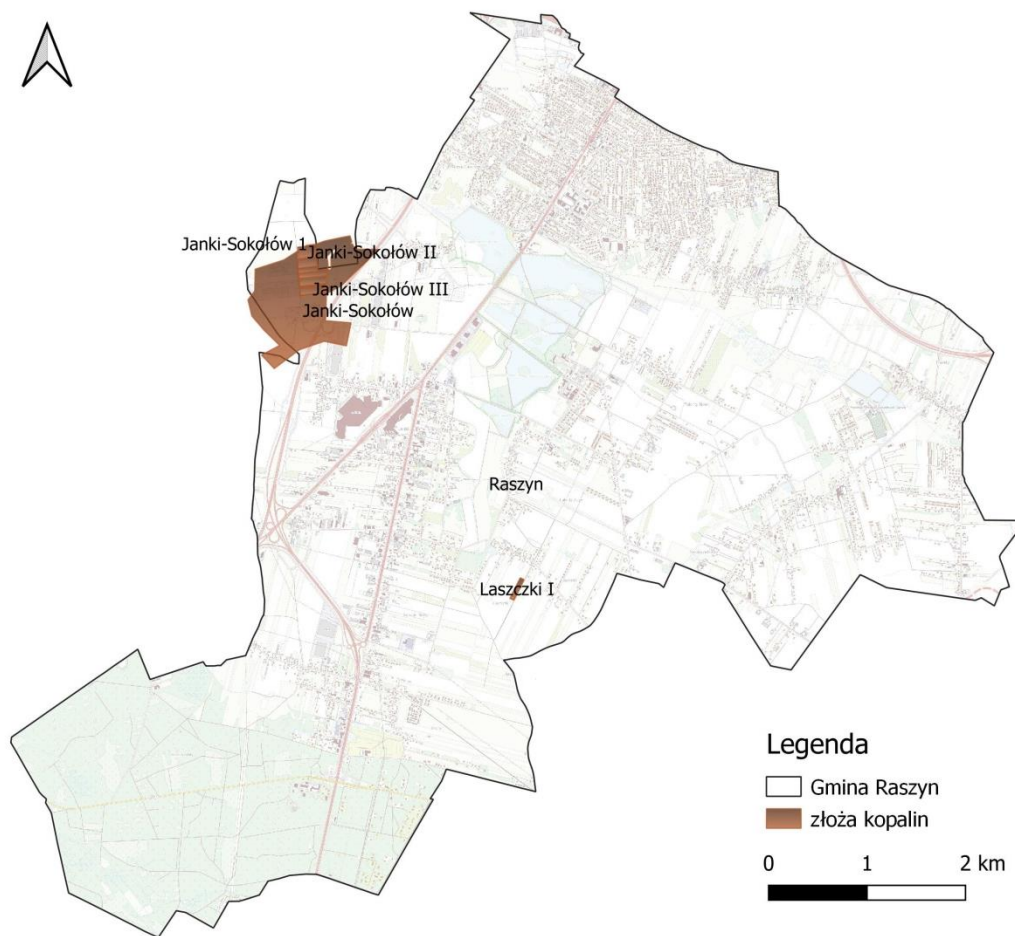 Janki-Sokołów 1
Janki-Sokołów II
Janki-Sokołów III
Janki-Sokołów
Raszyn
Laszczki I
Legenda
Gmina Raszyn
złoża kopalin
0 1 2 km